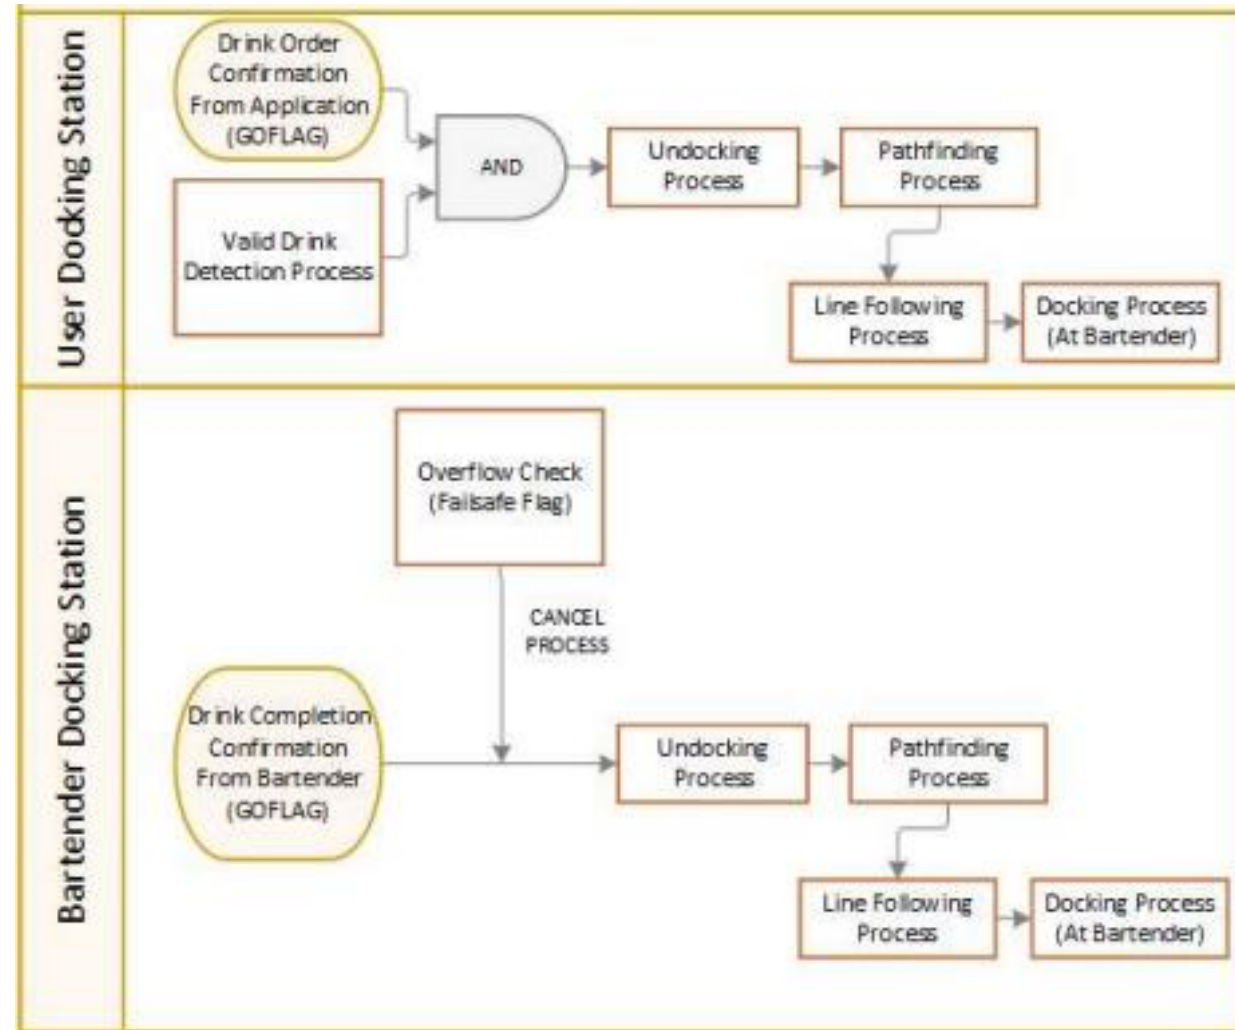 User Docking Station
Drink Order
Confirmation
From Application
(GOFLAG)
Valid Drink
Detection Process
AND
Undocking
Process
Pathfinding
Process
Line Following
Process
Docking Process
(At Bartender)
Bartender Docking Station
Overflow Check
(Failsafe Flag)
CANCEL
PROCESS
Drink Completion
Confirmation
From Bartender
(GOFLAG)
Undocking
Process
Pathfinding
Process
Line Following
Process
Docking Process
(At Bartender)